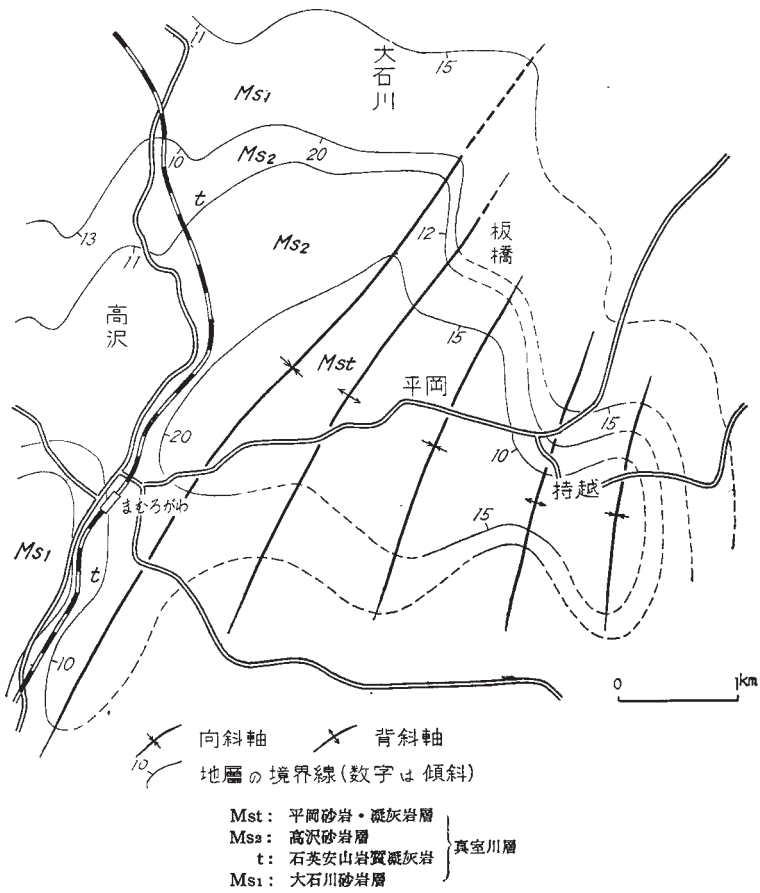 11
大石川
15
Ms1
10
Ms2
20
t
13
11
Ms2
12
板橋
高沢
15
Mst
平岡
20
15
10
持越
まむろがわ
15
Ms1
t
10
0 1km
向斜軸 背斜軸
10 地層の境界線(数字は傾斜)
Mst: 平岡砂岩・凝灰岩層
Ms2: 高沢砂岩層
t: 石英安山岩質凝灰岩
Ms1: 大石川砂岩層
真室川層